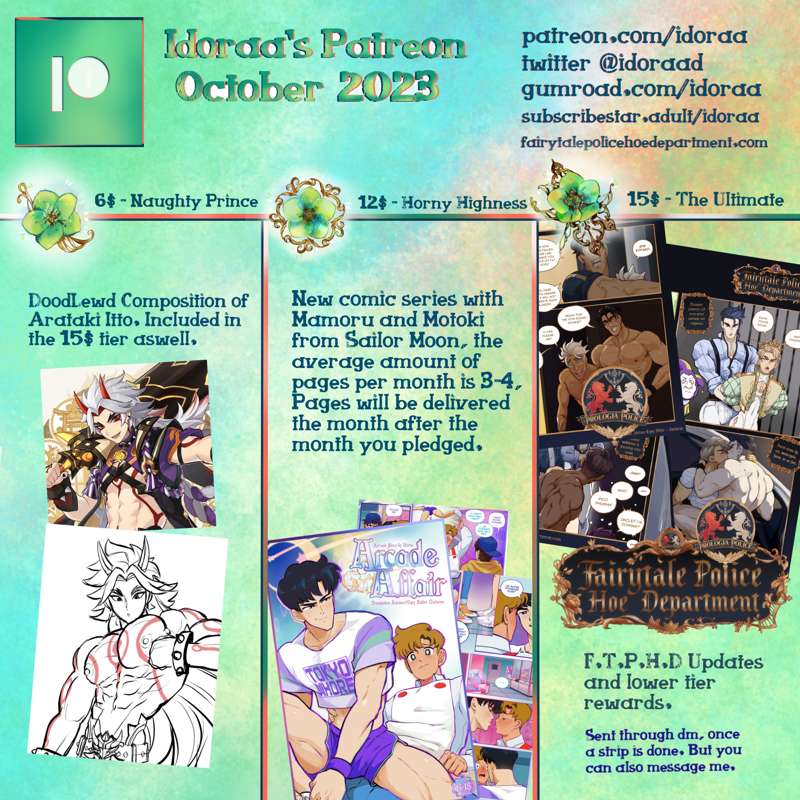 Idoraa's Patreon
October 2023
patreon.com/idoraa
twitter @idoraad
gumroad.com/idoraa
subscribestar.adult/idoraa
fairytalepolicehoedepartment.com
6$ - Naughty Prince
12$ - Horny Highness
15$ - The Ultimate
DoodLewd Composition of
Arataki Itto. Included in
the 15$ tier aswell.
New comic series with
Mamoru and Motoki
from Sailor Moon, the
average amount of
pages per month is 3-4,
Pages will be delivered
the month after the
month you pledged.
Arcade
Affair
TOKYO
WHORE
Fairytale Police
Hoe Department
Fairytale Police
Hoe Department
F.T.P.H.D Updates
and lower tier
rewards.
Sent through dm, once
a strip is done. But you
can also message me.